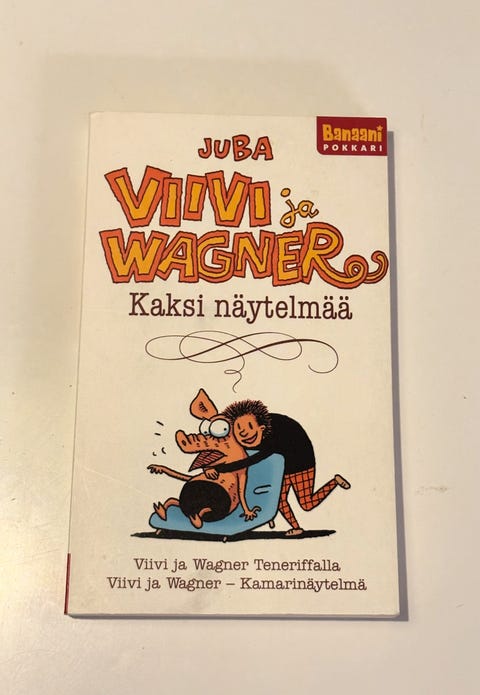 Banaani
POKKARI
JUBA
VIIVI ja
WAGNER
Kaksi näytelmää
Viivi ja Wagner Teneriffalla
Viivi ja Wagner – Kamarinäytelmä